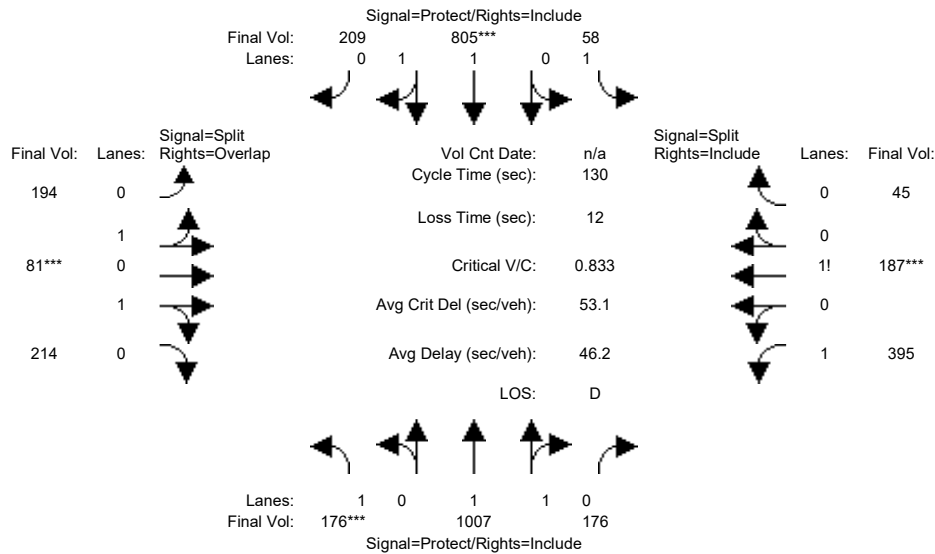 Signal=Protect/Rights=Include
Final Vol: 209 805*** 58
Lanes: 0 1 1 0 1
Signal=Split Signal=Split
Final Vol: Lanes: Rights=Overlap Vol Cnt Date: n/a Rights=Include Lanes: Final Vol:
Cycle Time (sec): 130
194 0 0 45
Loss Time (sec): 12
1 0
81*** 0 Critical V/C: 0.833 1! 187***
1 Avg Crit Del (sec/veh): 53.1 0
214 0 Avg Delay (sec/veh): 46.2 1 395
LOS: D
Lanes: 1 0 1 1 0
Final Vol: 176*** 1007 176
Signal=Protect/Rights=Include